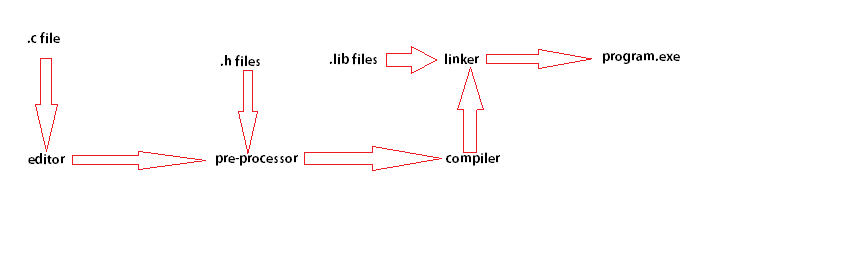 .c file
.h files
.lib files
linker
program.exe
editor
pre-processor
compiler